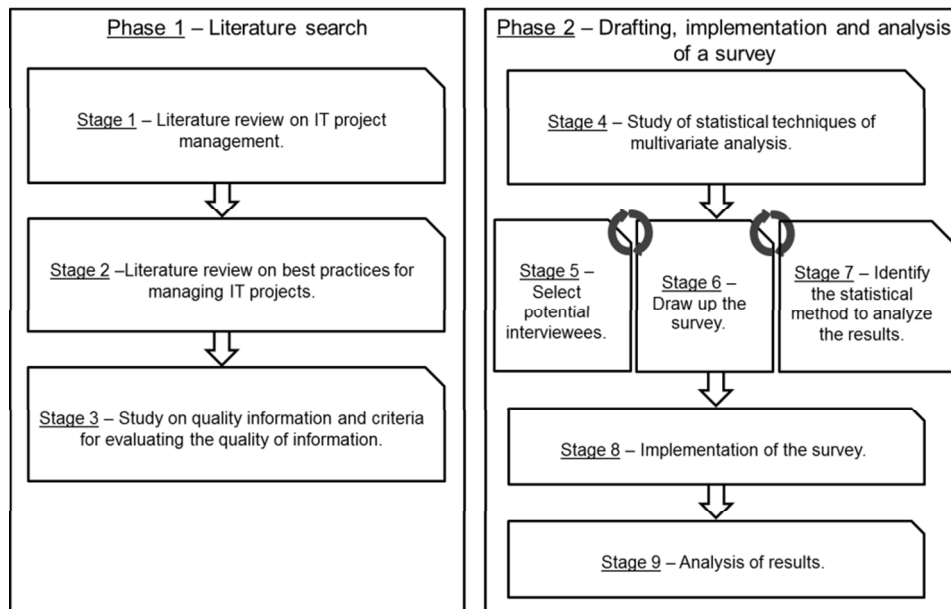 Phase 1 – Literature search
Stage 1 – Literature review on IT project
management.
Stage 2 –Literature review on best practices for
managing IT projects.
Stage 3 – Study on quality information and criteria
for evaluating the quality of information.
Phase 2 – Drafting, implementation and analysis
of a survey
Stage 4 – Study of statistical techniques of
multivariate analysis.
Stage 5 –
Select
potential
interviewees.
Stage 6 –
Draw up the
survey.
Stage 7 – Identify
the statistical
method to analyze
the results.
Stage 8 – Implementation of the survey.
Stage 9 – Analysis of results.